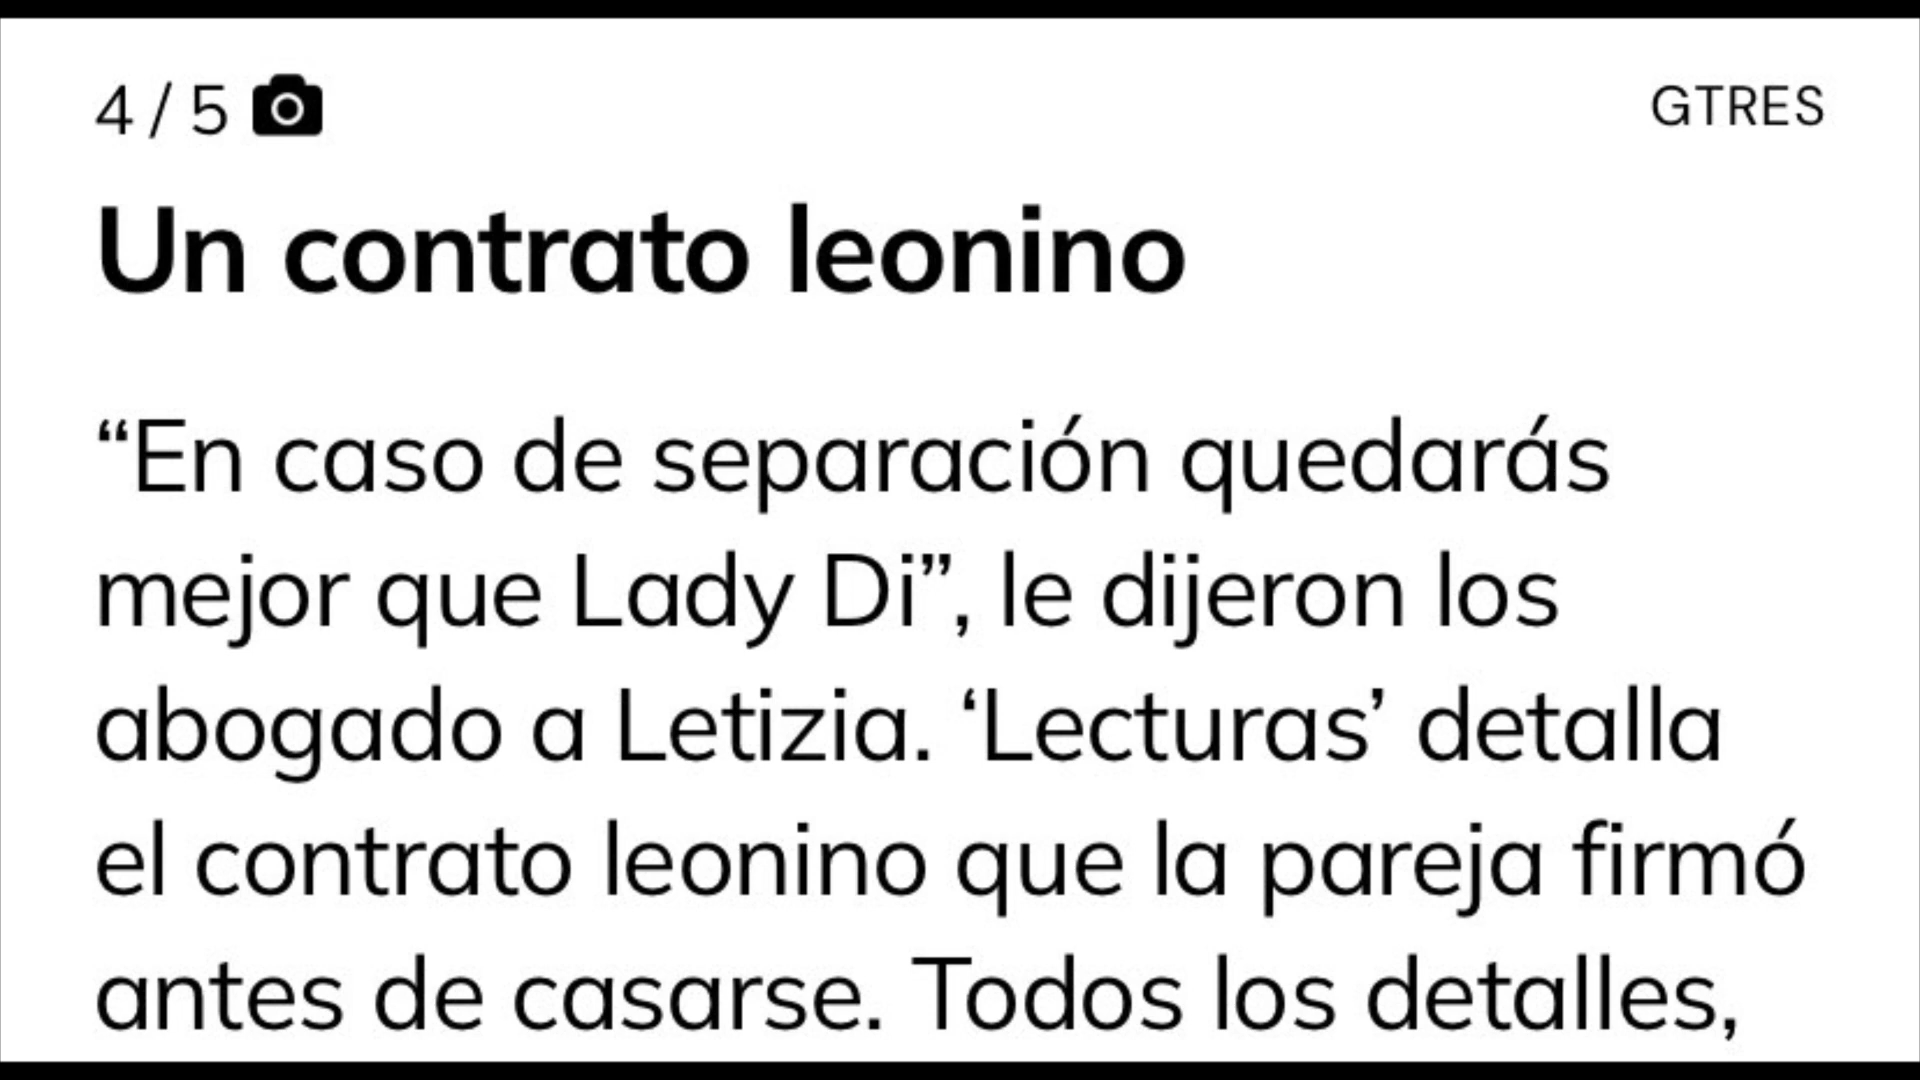 4 / 5
GTRES
Un contrato leonino
“En caso de separación quedarás
mejor que Lady Di”, le dijeron los
abogado a Letizia. ‘Lecturas’ detalla
el contrato leonino que la pareja firmó
antes de casarse. Todos los detalles,